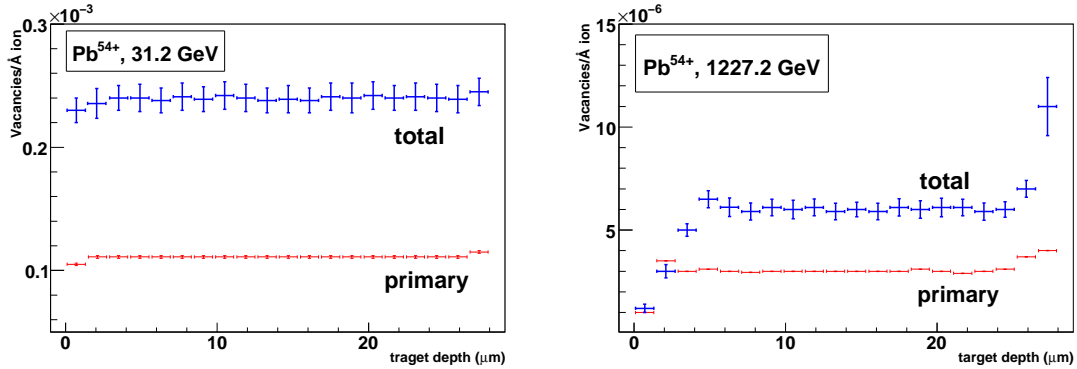 ×10⁻³
0.3
Vacancies/Å ion
Pb⁵⁴⁺, 31.2 GeV
total
0.2
primary
0.1
0 10 20
traget depth (μm)
×10⁻⁶
15
Vacancies/Å ion
Pb⁵⁴⁺, 1227.2 GeV
10
total
5
primary
0 10 20
target depth (μm)